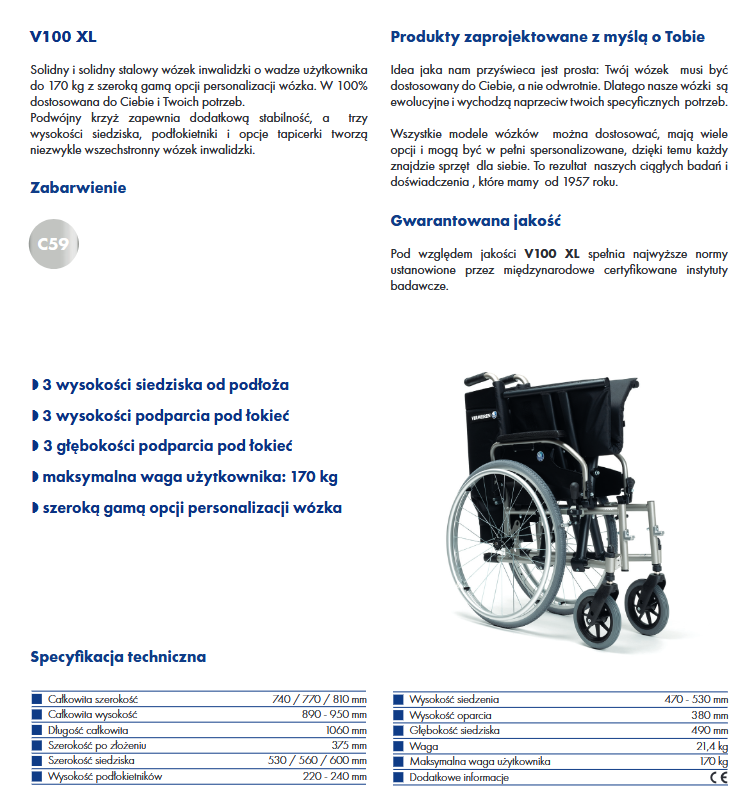 V100 XL
Solidny i solidny stalowy wózek inwalidzki o wadze użytkownika
do 170 kg z szeroką gamą opcji personalizacji wózka. W 100%
dostosowana do Ciebie i Twoich potrzeb.
Podwójny krzyż zapewnia dodatkową stabilność, a trzy
wysokości siedziska, podłokietniki i opcje tapicerki tworzą
niezwykle wszechstronny wózek inwalidzki.
Zabarwienie
C59
Produkty zaprojektowane z myślą o Tobie
Idea jaka nam przyświeca jest prosta: Twój wózek musi być
dostosowany do Ciebie, a nie odwrotnie. Dlatego nasze wózki są
ewolucyjne i wychodzą naprzeciw twoich specyficznych potrzeb.
Wszystkie modele wózków można dostosować, mają wiele
opcji i mogą być w pełni spersonalizowane, dzięki temu każdy
znajdzie sprzęt dla siebie. To rezultat naszych ciągłych badań i
doświadczenia , które mamy od 1957 roku.
Gwarantowana jakość
Pod względem jakości V100 XL spełnia najwyższe normy
ustanowione przez międzynarodowe certyfikowane instytuty
badawcze.
3 wysokości siedziska od podłoża
3 wysokości podparcia pod łokieć
3 głębokości podparcia pod łokieć
maksymalna waga użytkownika: 170 kg
szeroką gamą opcji personalizacji wózka
VERMEIREN
Specyfikacja techniczna
Całkowita szerokość 740 / 770 / 810 mm
Całkowita wysokość 890 - 950 mm
Długość całkowita 1060 mm
Szerokość po złożeniu 375 mm
Szerokość siedziska 530 / 560 / 600 mm
Wysokość podłokietników 220 - 240 mm
Wysokość siedzenia 470 - 530 mm
Wysokość oparcia 380 mm
Głębokość siedziska 490 mm
Waga 21,4 kg
Maksymalna waga użytkownika 170 kg
Dodatkowe informacje CE